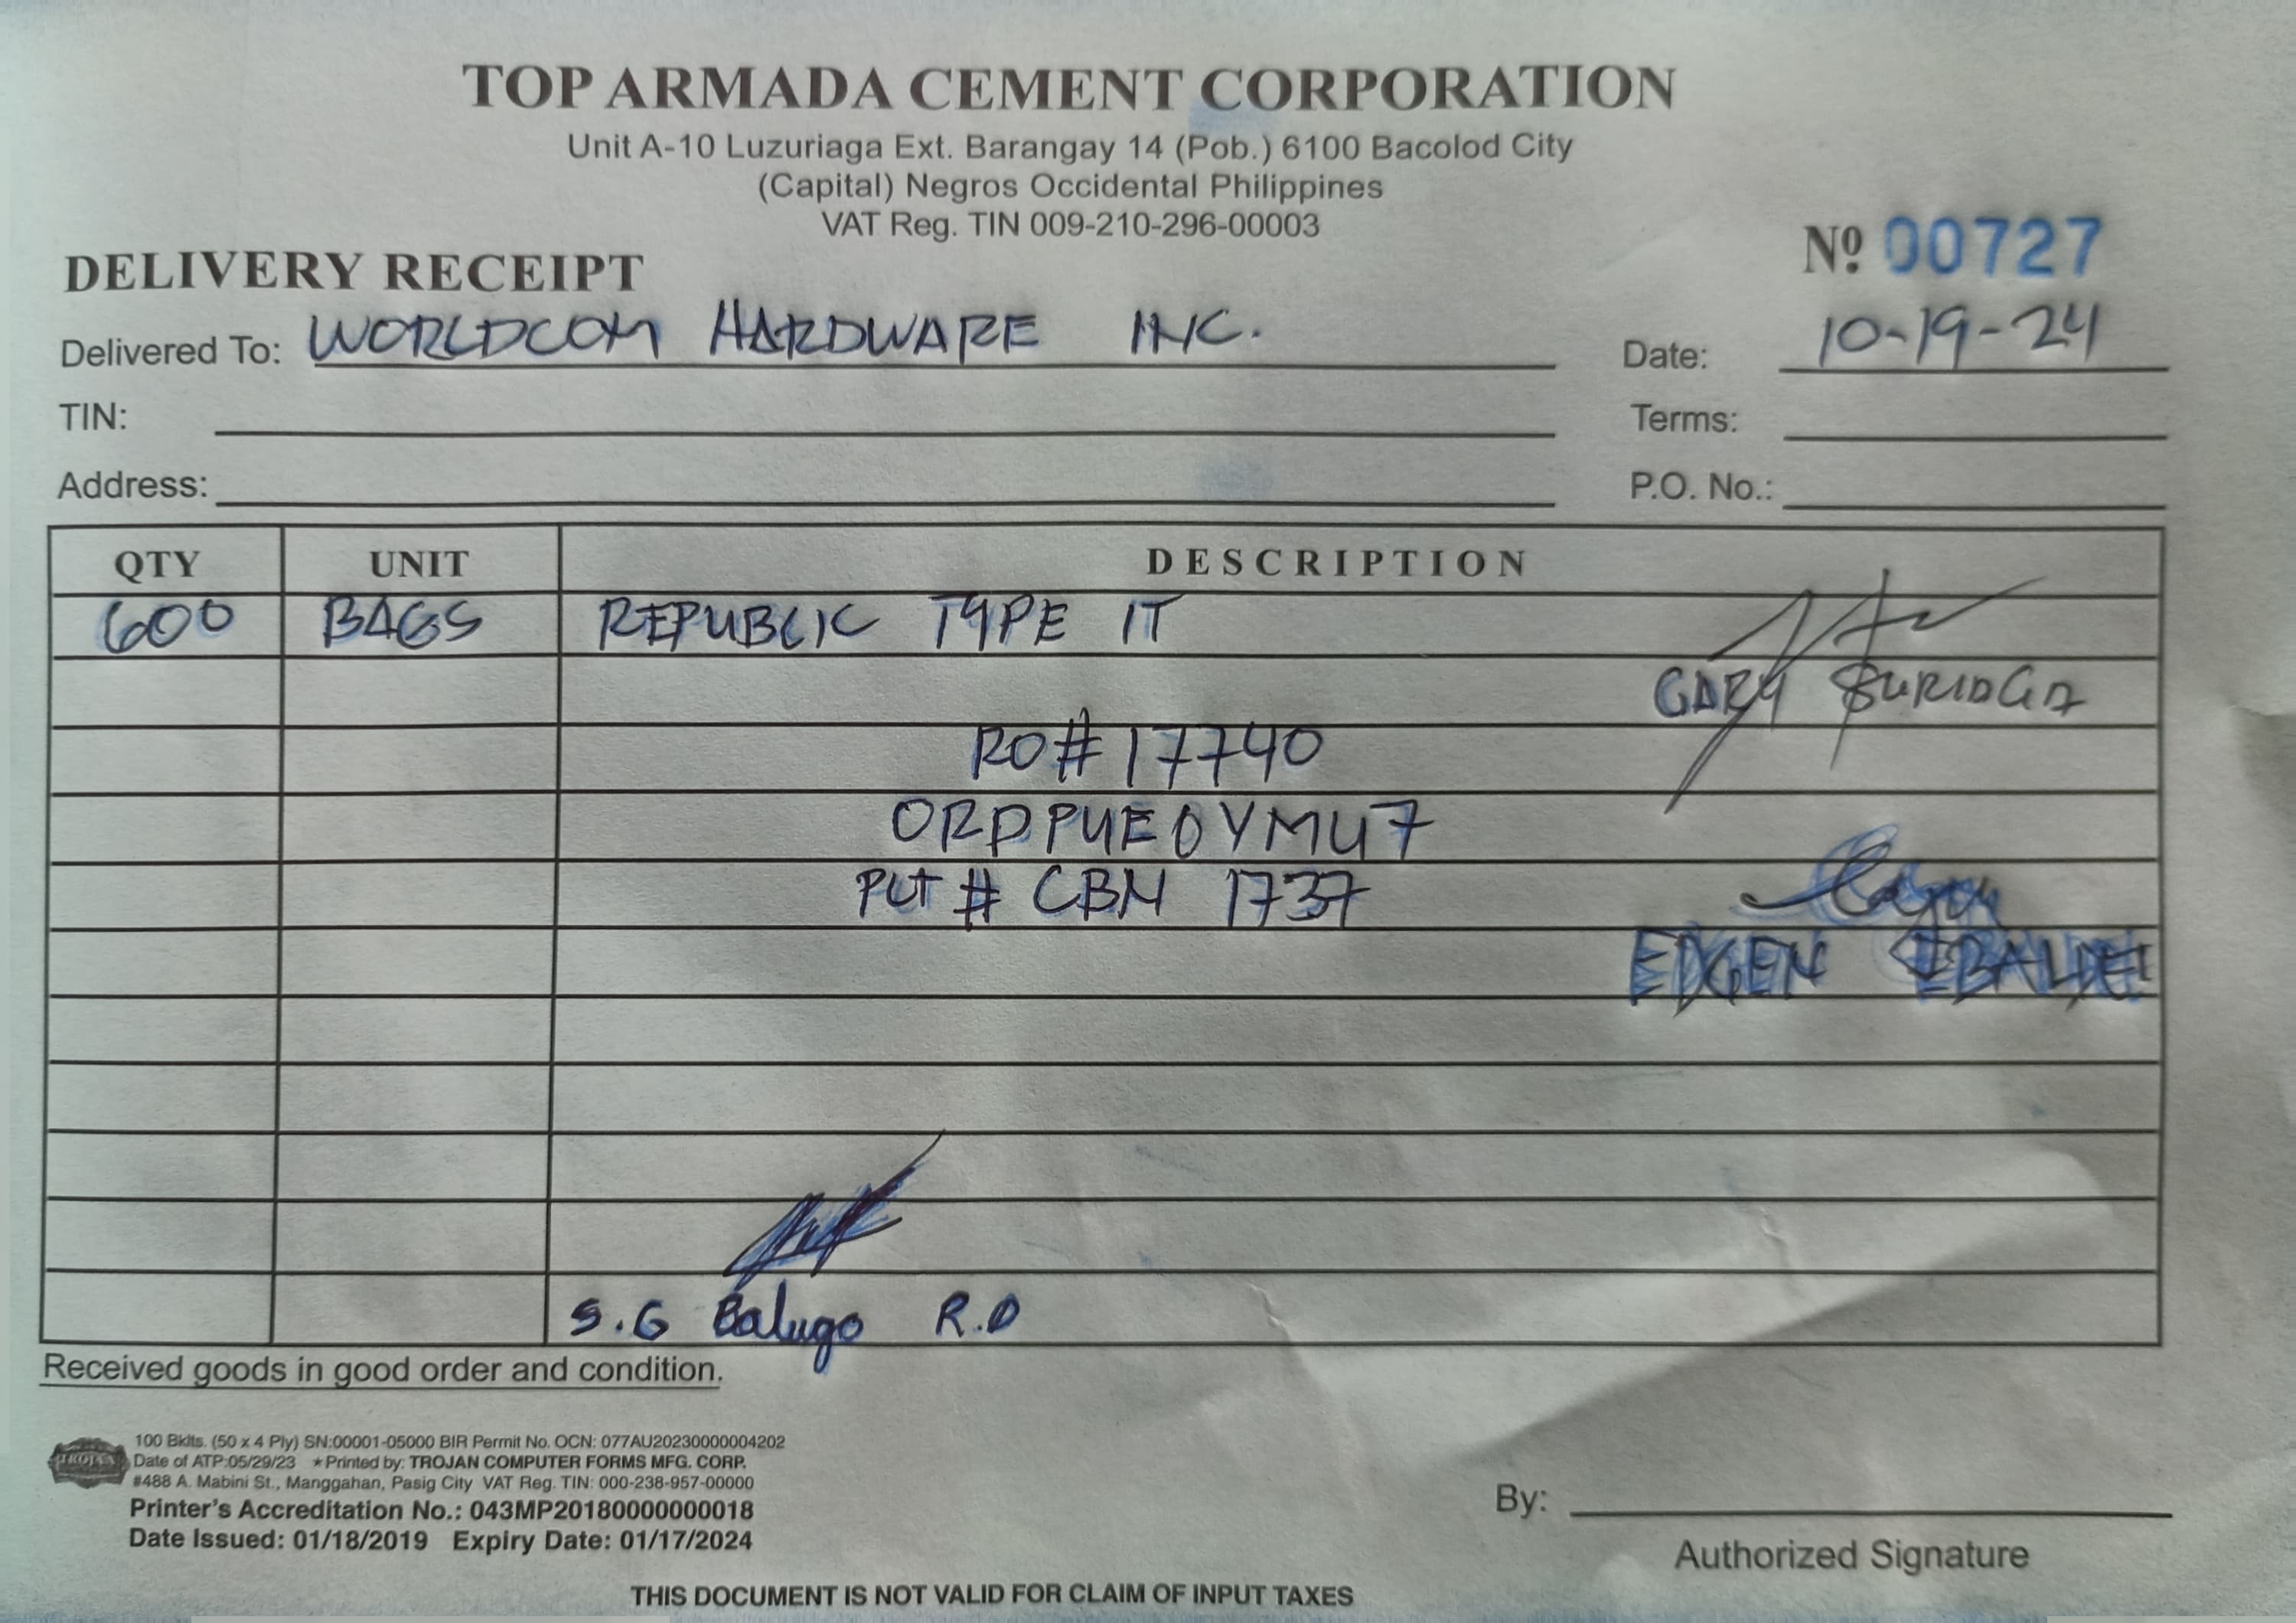 TOP ARMADA CEMENT CORPORATION
Unit A-10 Luzuriaga Ext. Barangay 14 (Pob.) 6100 Bacolod City
(Capital) Negros Occidental Philippines
VAT Reg. TIN 009-210-296-00003
DELIVERY RECEIPT
Nº 00727
Delivered To: WORLDCOM HARDWARE INC.
Date: 10-19-24
TIN:
Terms:
Address:
P.O. No.:
QTY UNIT DESCRIPTION
600 BAGS REPUBLIC TYPE IT
GARY
RO# 17740
ORDPUE0YMU7
PLT # CBM 1737
EDGEN
S.G Balugo R.D
Received goods in good order and condition.
TROJAN
100 Bklts. (50 x 4 Ply) SN:00001-05000 BIR Permit No. OCN: 077AU20230000004202
Date of ATP:05/29/23 ★Printed by: TROJAN COMPUTER FORMS MFG. CORP.
#488 A. Mabini St., Manggahan, Pasig City VAT Reg. TIN: 000-238-957-00000
Printer's Accreditation No.: 043MP20180000000018
Date Issued: 01/18/2019 Expiry Date: 01/17/2024
By:
Authorized Signature
THIS DOCUMENT IS NOT VALID FOR CLAIM OF INPUT TAXES